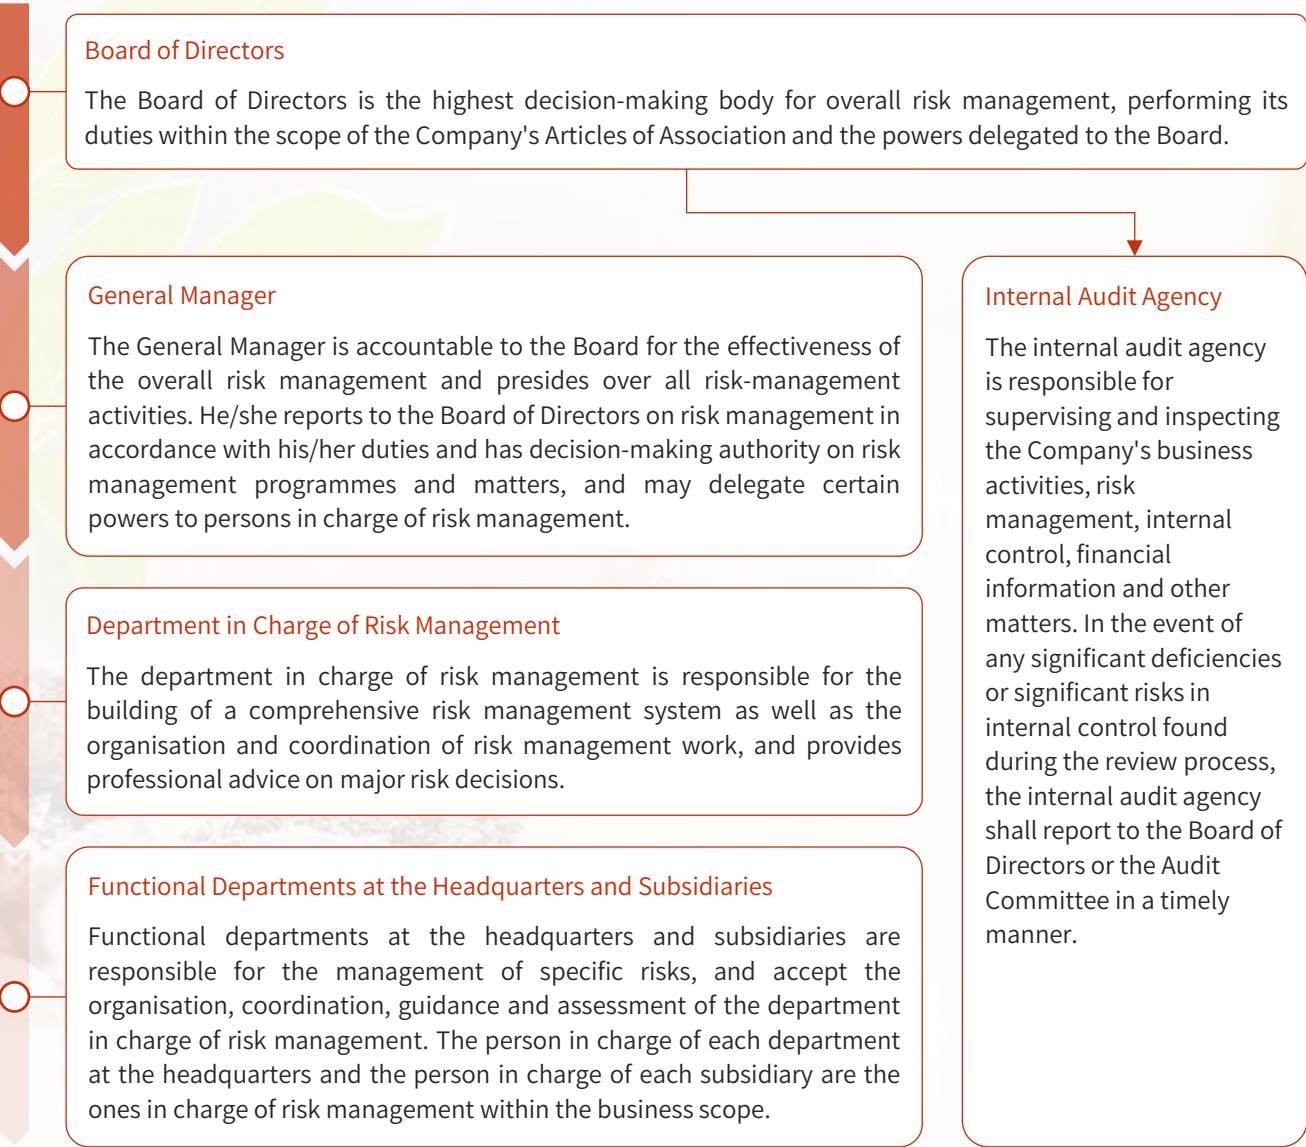 Board of Directors
The Board of Directors is the highest decision-making body for overall risk management, performing its
duties within the scope of the Company's Articles of Association and the powers delegated to the Board.
General Manager
The General Manager is accountable to the Board for the effectiveness of
the overall risk management and presides over all risk-management
activities. He/she reports to the Board of Directors on risk management in
accordance with his/her duties and has decision-making authority on risk
management programmes and matters, and may delegate certain
powers to persons in charge of risk management.
Department in Charge of Risk Management
The department in charge of risk management is responsible for the
building of a comprehensive risk management system as well as the
organisation and coordination of risk management work, and provides
professional advice on major risk decisions.
Functional Departments at the Headquarters and Subsidiaries
Functional departments at the headquarters and subsidiaries are
responsible for the management of specific risks, and accept the
organisation, coordination, guidance and assessment of the department
in charge of risk management. The person in charge of each department
at the headquarters and the person in charge of each subsidiary are the
ones in charge of risk management within the business scope.
Internal Audit Agency
The internal audit agency
is responsible for
supervising and inspecting
the Company's business
activities, risk
management, internal
control, financial
information and other
matters. In the event of
any significant deficiencies
or significant risks in
internal control found
during the review process,
the internal audit agency
shall report to the Board of
Directors or the Audit
Committee in a timely
manner.